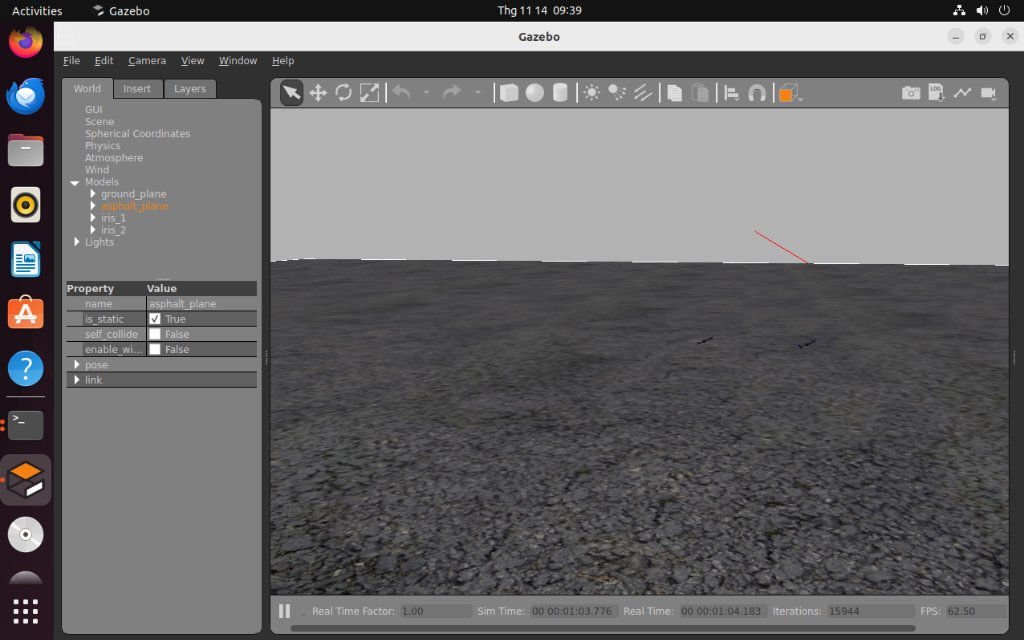 Activities
Gazebo
Thg 11 14 09:39
Gazebo
File Edit Camera View Window Help
World Insert Layers
GUI
Scene
Spherical Coordinates
Physics
Atmosphere
Wind
Models
ground_plane
asphalt_plane
iris_1
iris_2
Lights
Property Value
name asphalt_plane
is_static True
self_collide False
enable_wi... False
pose
link
LOG
>_
?
Real Time Factor: 1.00 Sim Time: 00 00:01:03.776 Real Time: 00 00:01:04.183 Iterations: 15944 FPS: 62.50